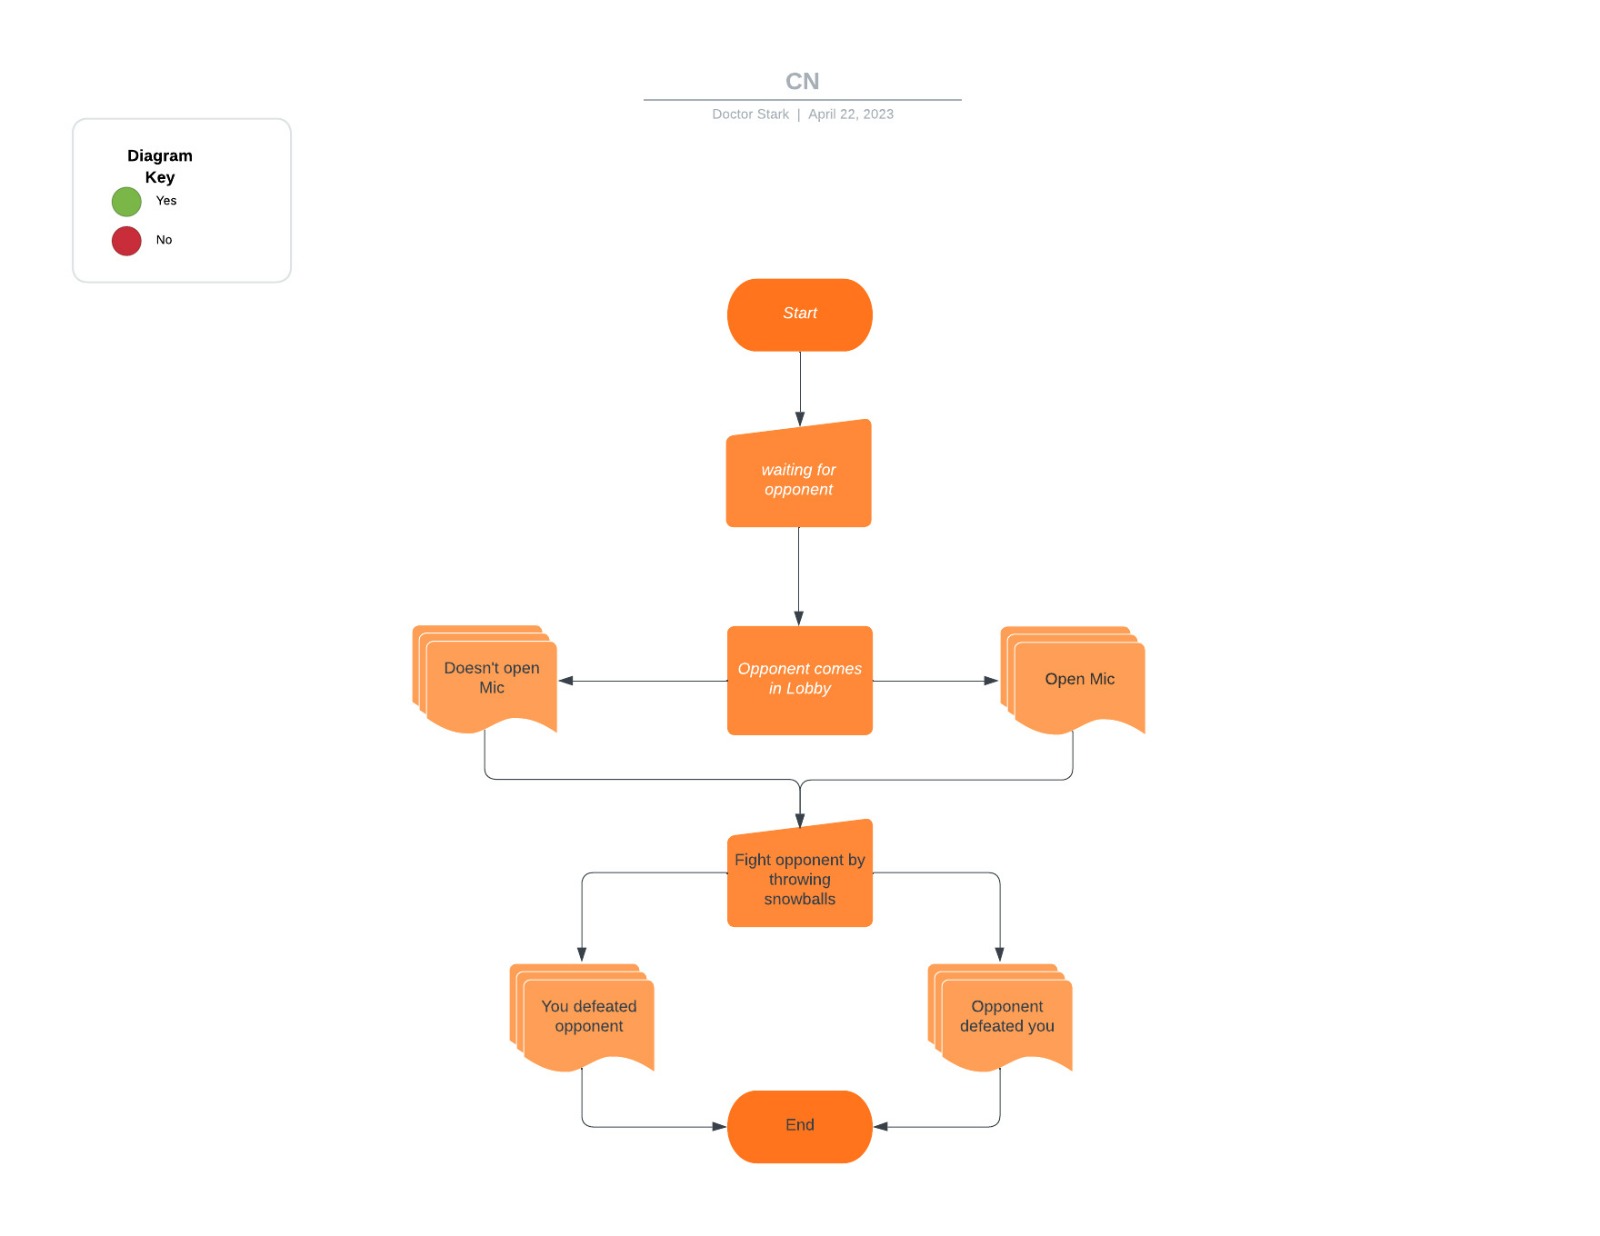 CN
Doctor Stark | April 22, 2023
Diagram
Key
Yes
No
Start
waiting for
opponent
Doesn't open
Mic
Opponent comes
in Lobby
Open Mic
Fight opponent by
throwing
snowballs
You defeated
opponent
Opponent
defeated you
End